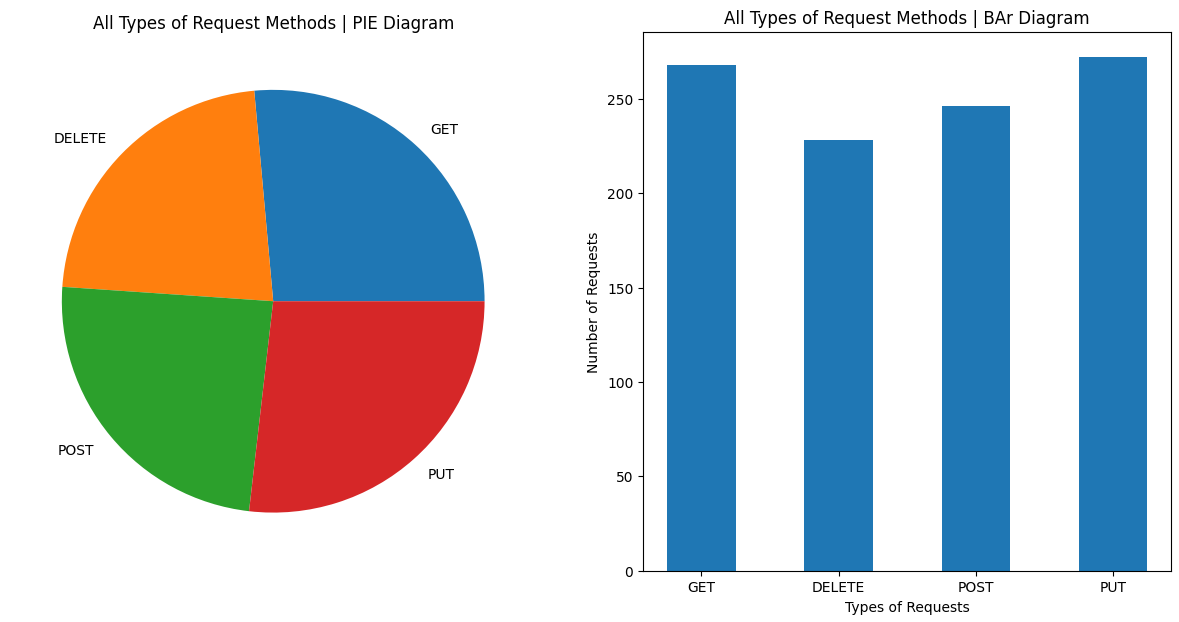 All Types of Request Methods | PIE Diagram
GET
DELETE
POST
PUT
All Types of Request Methods | BAr Diagram
Number of Requests
250
200
150
100
50
0
GET DELETE POST PUT
Types of Requests